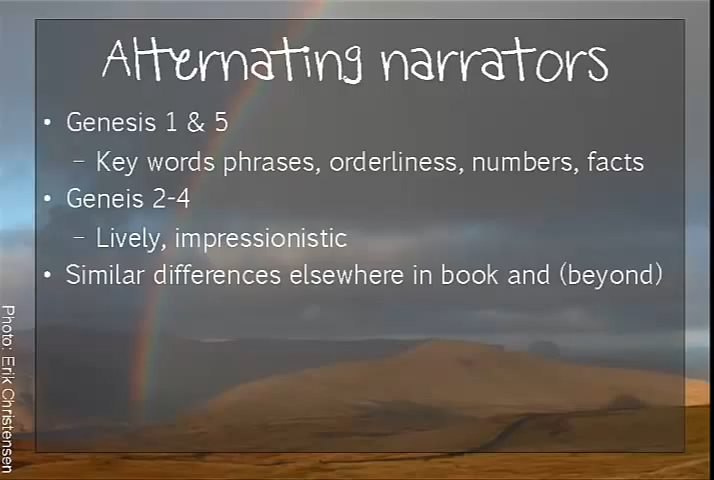 Alternating narrators
• Genesis 1 & 5
– Key words phrases, orderliness, numbers, facts
• Geneis 2-4
– Lively, impressionistic
• Similar differences elsewhere in book and (beyond)
Photo: Erik Christensen